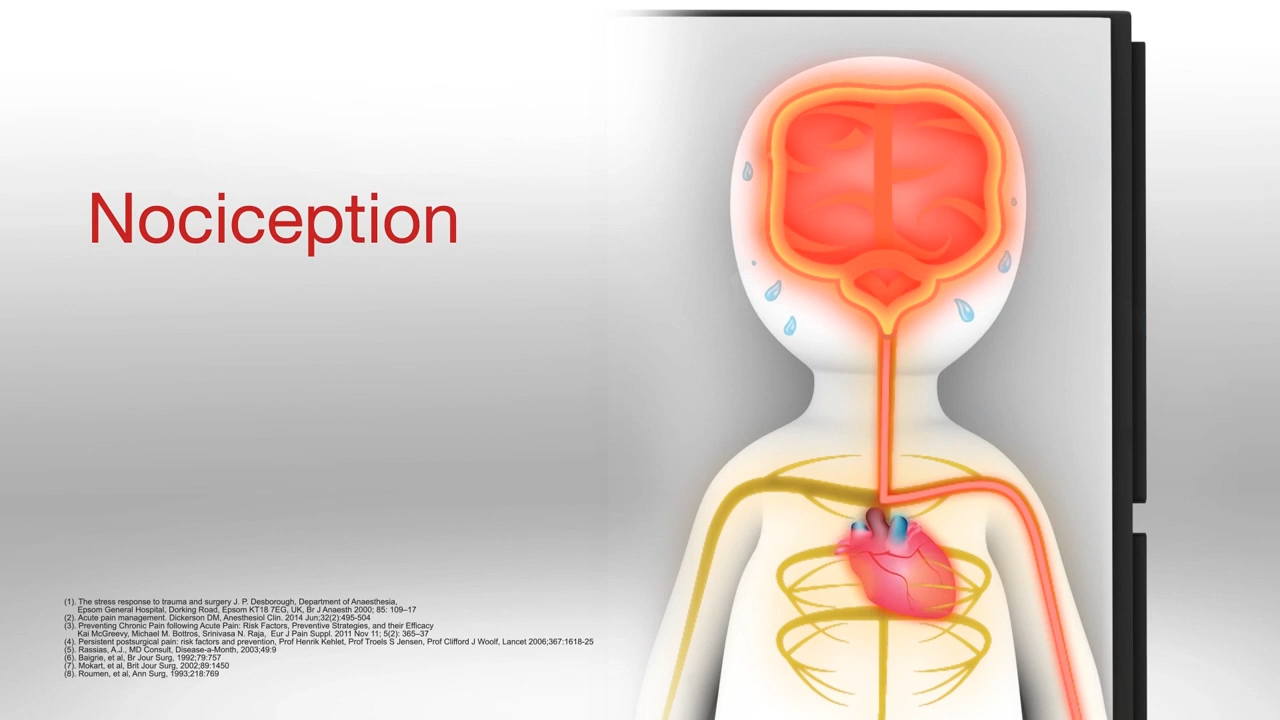 Nociception
(1). The stress response to trauma and surgery J. P. Desborough, Department of Anaesthesia,
Epsom General Hospital, Dorking Road, Epsom KT18 7EG, UK, Br J Anaesth 2000; 85: 109–17
(2). Acute pain management. Dickerson DM, Anesthesiol Clin. 2014 Jun;32(2):495-504
(3). Preventing Chronic Pain following Acute Pain: Risk Factors, Preventive Strategies, and their Efficacy
Kai McGreevy, Michael M. Bottros, Srinivasa N. Raja, Eur J Pain Suppl. 2011 Nov 11; 5(2): 365–37
(4). Persistent postsurgical pain: risk factors and prevention, Prof Henrik Kehlet, Prof Troels S Jensen, Prof Clifford J Woolf, Lancet 2006;367:1618-25
(5). Rassias, A.J., MD Consult, Disease-a-Month, 2003;49:9
(6). Baigrie, et al, Br Jour Surg, 1992;79:757
(7). Mokart, et al, Brit Jour Surg, 2002;89:1450
(8). Roumen, et al, Ann Surg, 1993;218:769